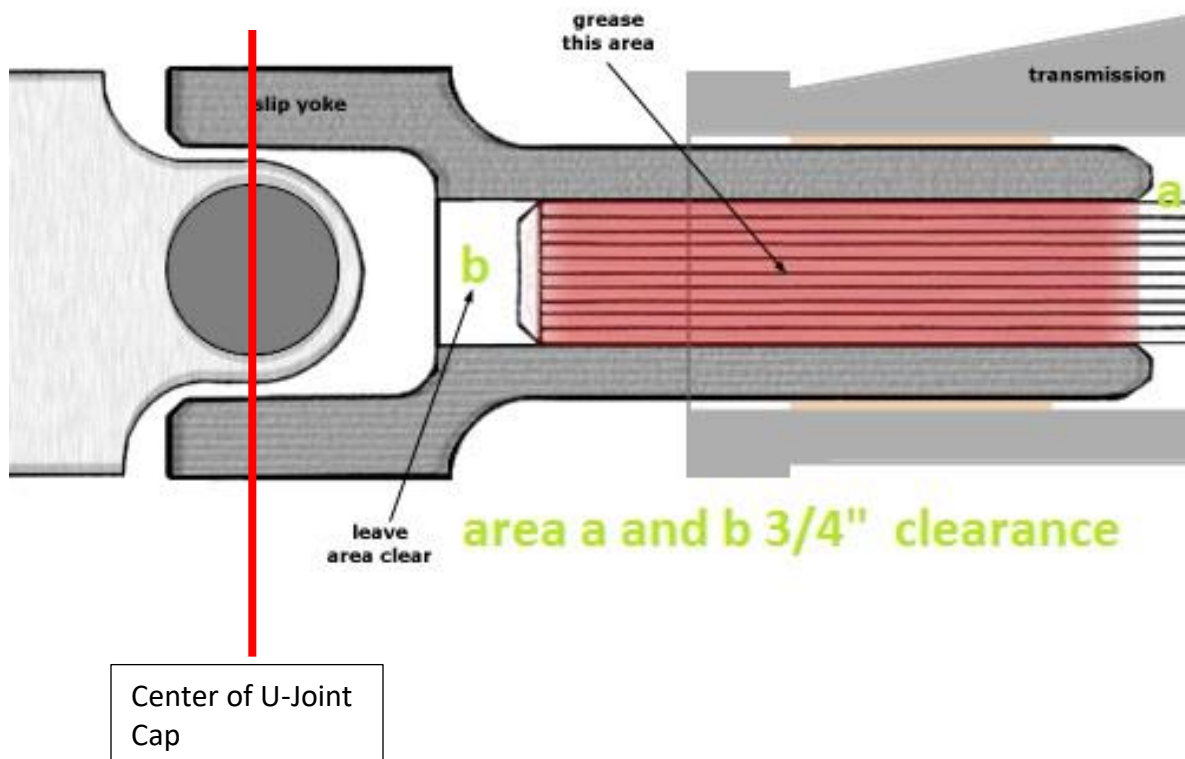 grease
this area
transmission
slip yoke
a
b
leave
area clear
area a and b 3/4" clearance
Center of U-Joint
Cap